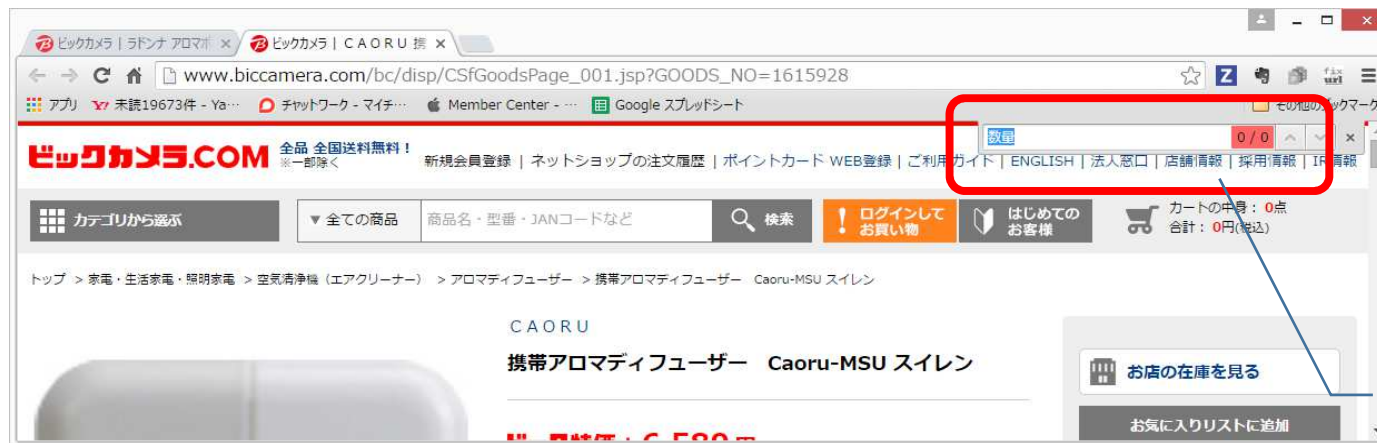 ビックカメラ | ラドンナ アロマポ
ビックカメラ | CAORU 携
www.biccamera.com/bc/disp/CSfGoodsPage_001.jsp?GOODS_NO=1615928
アプリ Y! 未読19673件 - Ya… チャットワーク - マイチ… Member Center - … Google スプレッドシート その他のブックマーク
数量 0 / 0
ビックカメラ.COM
全品 全国送料無料!
※一部除く
新規会員登録 | ネットショップの注文履歴 | ポイントカード WEB登録 | ご利用ガイド | ENGLISH | 法人窓口 | 店舗情報 | 採用情報 | IR情報
カテゴリから選ぶ ▼ 全ての商品 商品名・型番・JANコードなど 検索
ログインして
お買い物
はじめての
お客様
カートの中身: 0点
合計: 0円(税込)
トップ > 家電・生活家電・照明家電 > 空気清浄機(エアクリーナー) > アロマディフューザー > 携帯アロマディフューザー Caoru-MSU スイレン
CAORU
携帯アロマディフューザー Caoru-MSU スイレン
お店の在庫を見る
お気に入りリストに追加